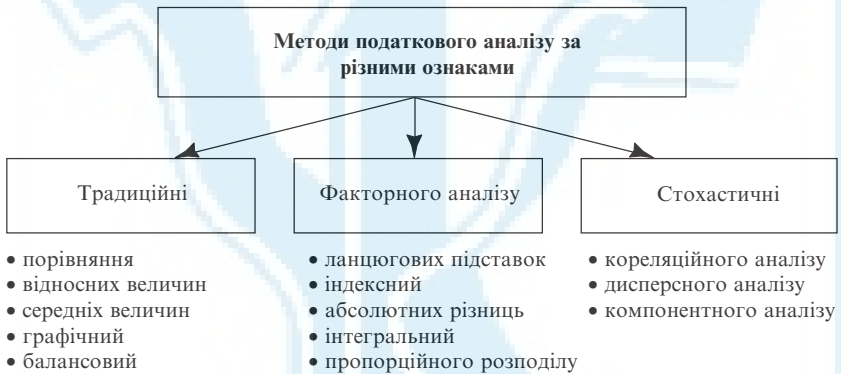 Методи податкового аналізу за
різними ознаками
Традиційні
Факторного аналізу
Стохастичні
• порівняння
• відносних величин
• середніх величин
• графічний
• балансовий
• ланцюгових підставок
• індексний
• абсолютних різниць
• інтегральний
• пропорційного розподілу
• кореляційного аналізу
• дисперсного аналізу
• компонентного аналізу